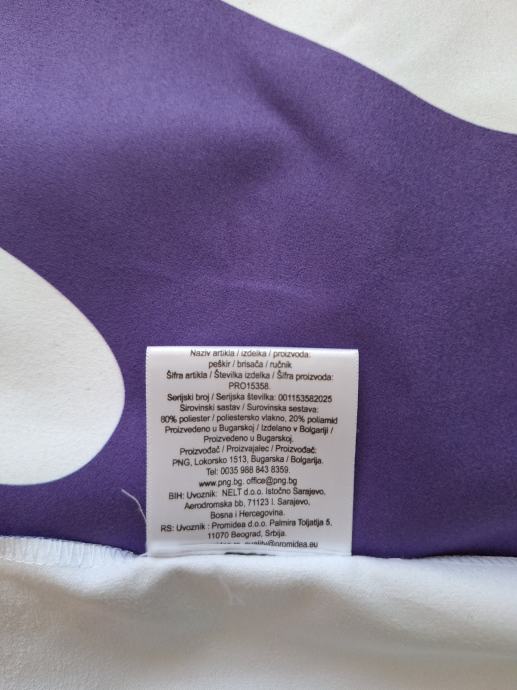 Naziv artikla / izdelka / proizvoda:
peškir / brisača / ručnik
Šifra artikla / Številka izdelka / Šifra proizvoda:
PRO15358.
Serijski broj / Serijska številka: 001153582025
Sirovinski sastav / Surovinska sestava:
80% poliester / poliestersko vlakno, 20% poliamid
Proizvedeno u Bugarskoj / Izdelano v Bolgariji /
Proizvedeno u Bugarskoj.
Proizvođač / Proizvajalec / Proizvođač:
PNG, Lokorsko 1513, Bugarska / Bolgarija.
Tel: 0035 988 843 8359.
www.png.bg. office@png.bg
BIH: Uvoznik: NELT d.o.o. Istočno Sarajevo,
Aerodromska bb, 71123 I. Sarajevo,
Bosna i Hercegovina.
RS: Uvoznik : Promidea d.o.o. Palmira Toljatija 5,
11070 Beograd, Srbija.
quality@promidea.eu